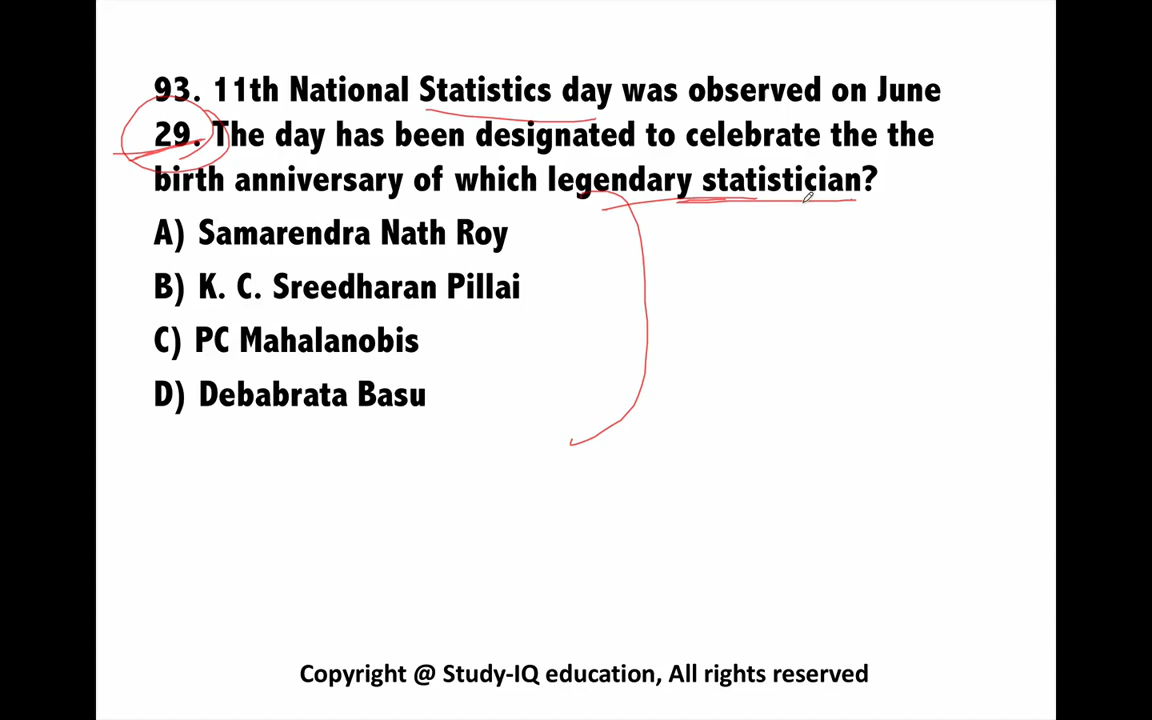 93. 11th National Statistics day was observed on June
29. The day has been designated to celebrate the the
birth anniversary of which legendary statistician?
A) Samarendra Nath Roy
B) K. C. Sreedharan Pillai
C) PC Mahalanobis
D) Debabrata Basu
Copyright @ Study-IQ education, All rights reserved